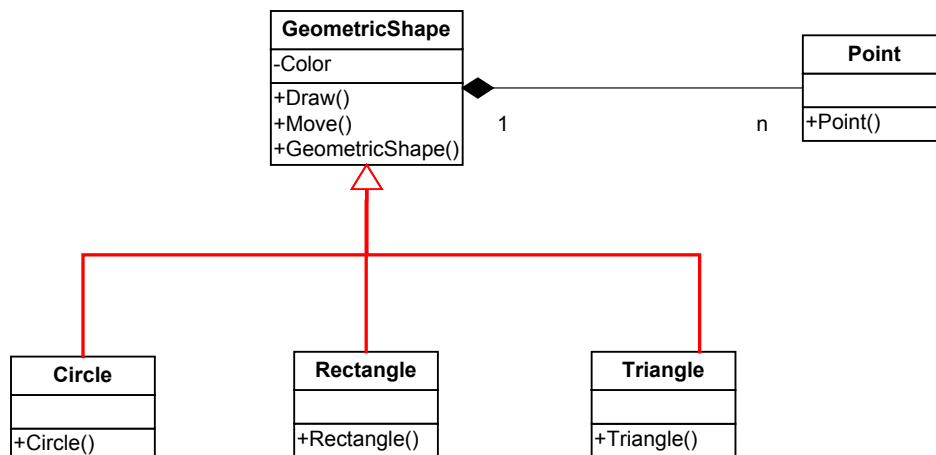 GeometricShape
-Color
+Draw()
+Move()
+GeometricShape()
1
n
Point
+Point()
Circle
+Circle()
Rectangle
+Rectangle()
Triangle
+Triangle()